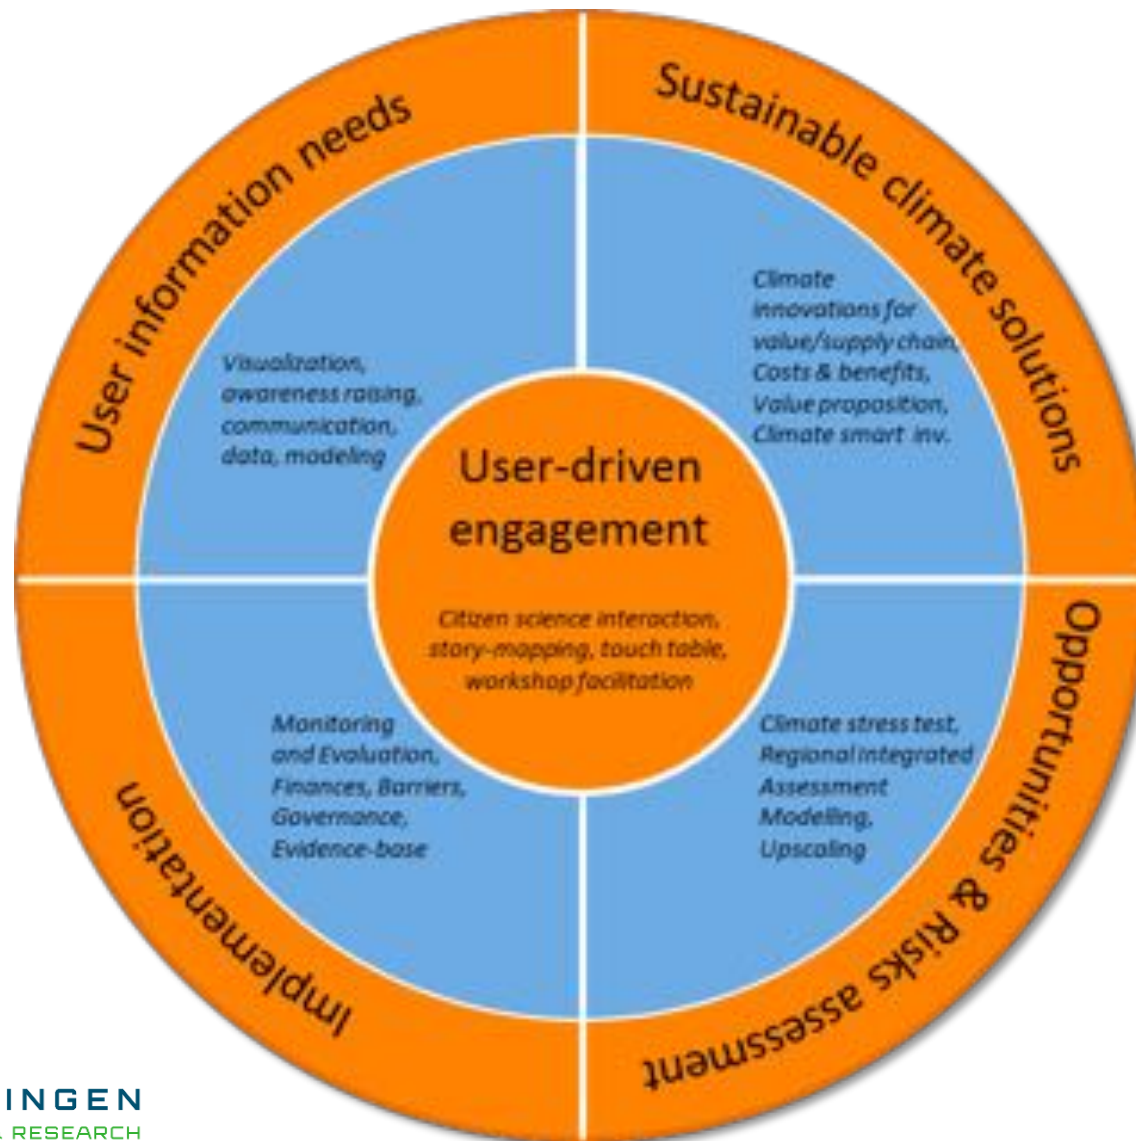 User information needs
Sustainable climate solutions
Visualization,
awareness raising,
communication,
data, modeling
Climate
innovations for
value/supply chain,
Costs & benefits,
Value proposition,
Climate smart inv.
User-driven
engagement
Citizen science interaction,
story-mapping, touch table,
workshop facilitation
Monitoring
and Evaluation,
Finances, Barriers,
Governance,
Evidence-base
Climate stress test,
Regional Integrated
Assessment
Modelling,
Upscaling
Implementation
Opportunities & Risks assessment
INGEN
RESEARCH